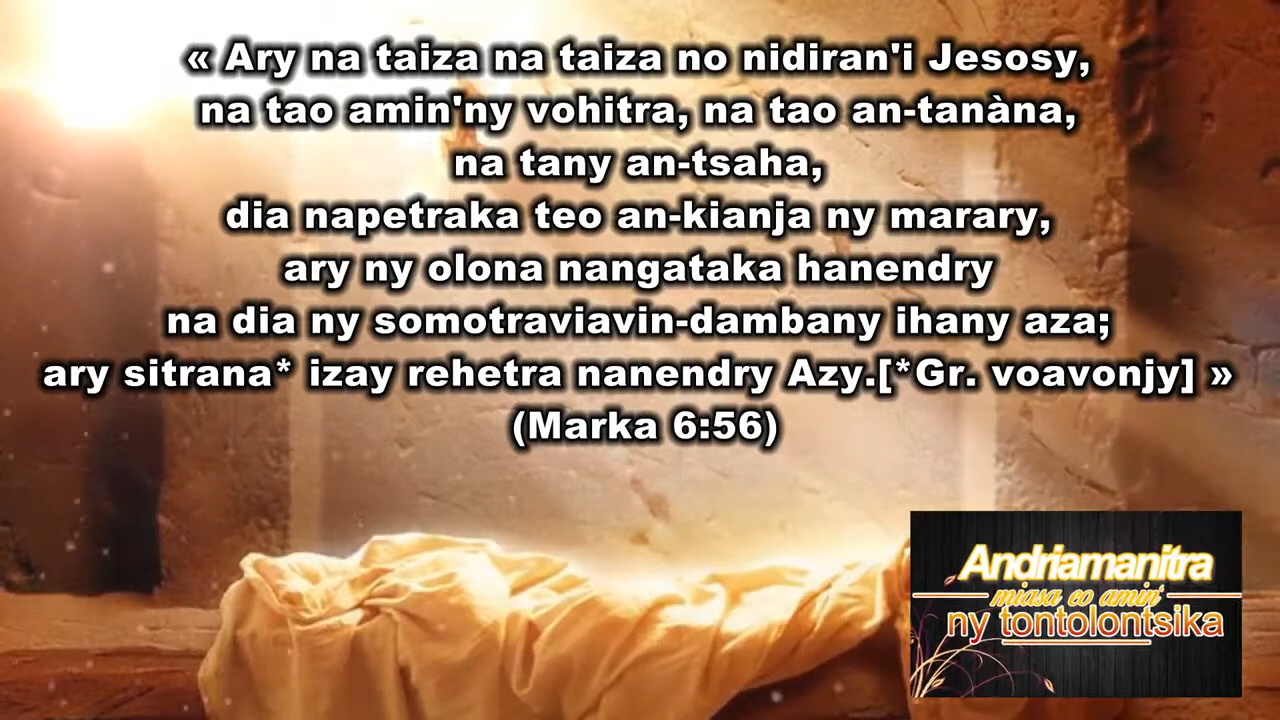 « Ary na taiza na taiza no nidiran'i Jesosy,
na tao amin'ny vohitra, na tao an-tanàna,
na tany an-tsaha,
dia napetraka teo an-kianja ny marary,
ary ny olona nangataka hanendry
na dia ny somotraviavin-dambany ihany aza;
ary sitrana* izay rehetra nanendry Azy.[*Gr. voavonjy] »
(Marka 6:56)
Andriamanitra
miasa eo amin'
ny tontolontsika